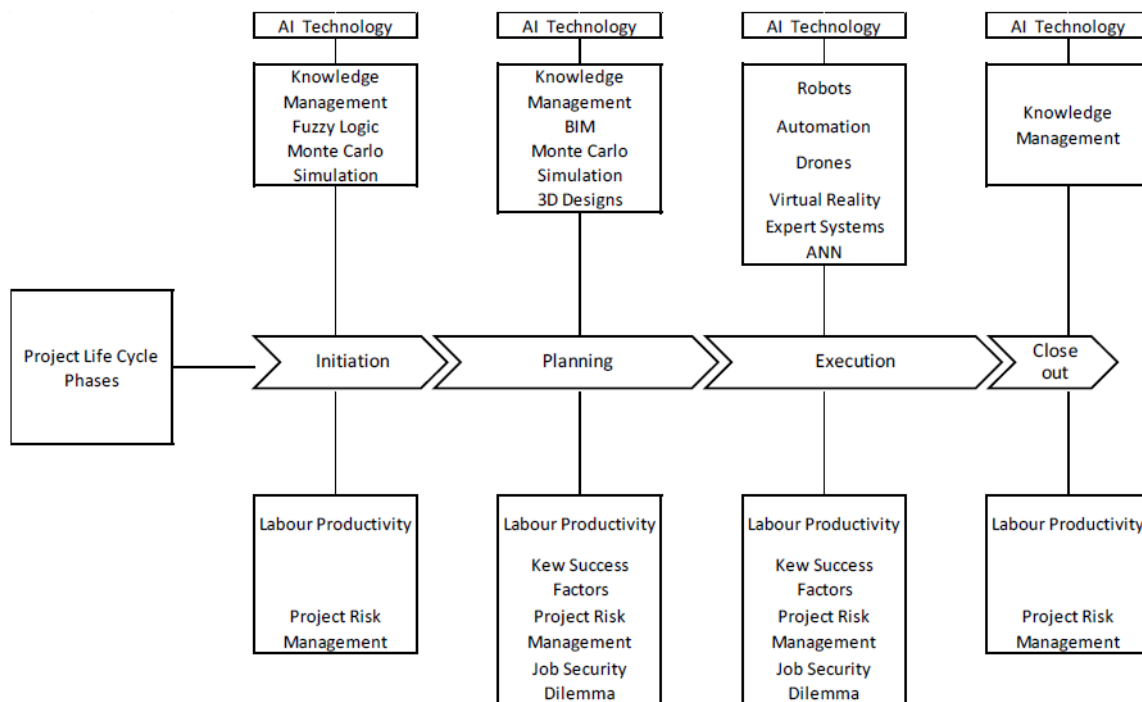 AI Technology
AI Technology
AI Technology
AI Technology
Knowledge
Management
Fuzzy Logic
Monte Carlo
Simulation
Knowledge
Management
BIM
Monte Carlo
Simulation
3D Designs
Robots
Automation
Drones
Virtual Reality
Expert Systems
ANN
Knowledge
Management
Project Life Cycle
Phases
Initiation
Planning
Execution
Close
out
Labour Productivity
Project Risk
Management
Labour Productivity
Kew Success
Factors
Project Risk
Management
Job Security
Dilemma
Labour Productivity
Kew Success
Factors
Project Risk
Management
Job Security
Dilemma
Labour Productivity
Project Risk
Management